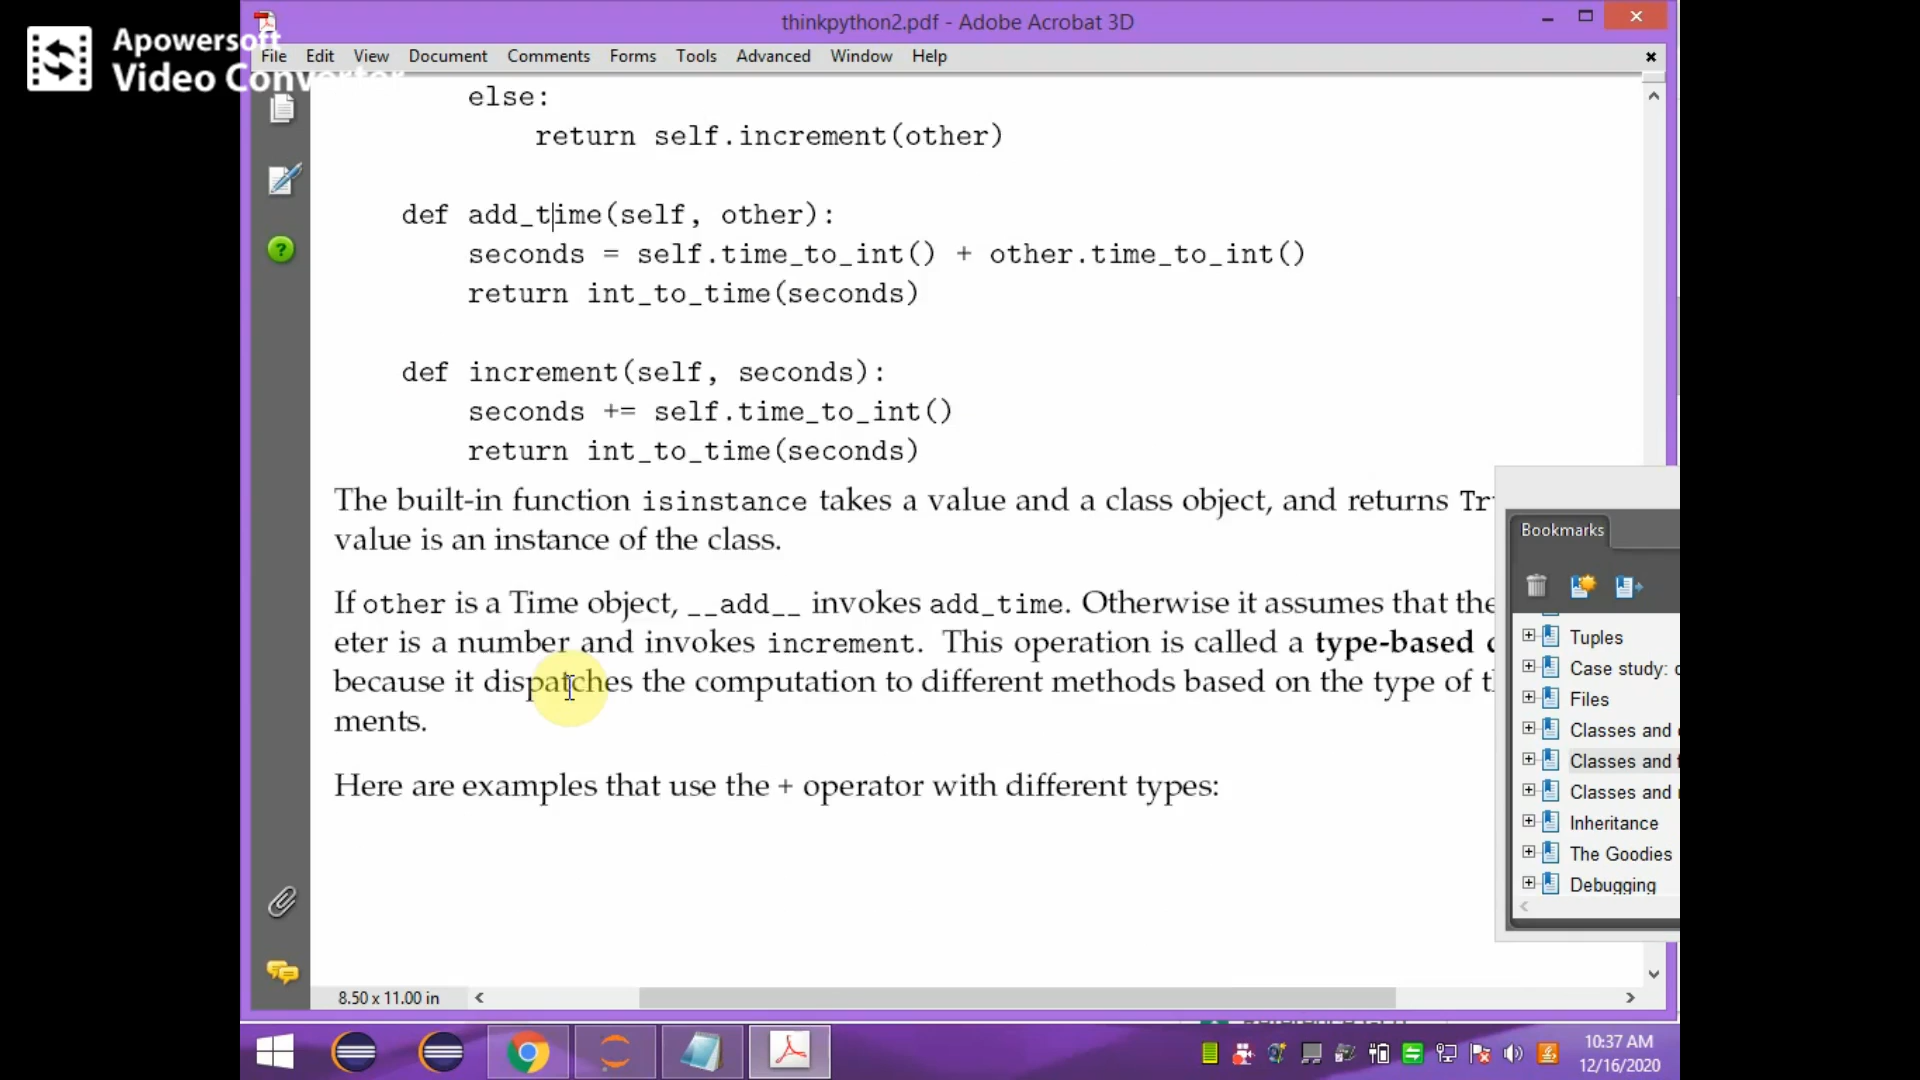 thinkpython2.pdf - Adobe Acrobat 3D
Apowersoft
Video Converter
File Edit View Document Comments Forms Tools Advanced Window Help
else:
return self.increment(other)
def add_time(self, other):
seconds = self.time_to_int() + other.time_to_int()
return int_to_time(seconds)
def increment(self, seconds):
seconds += self.time_to_int()
return int_to_time(seconds)
The built-in function isinstance takes a value and a class object, and returns Tr
value is an instance of the class.
If other is a Time object, __add__ invokes add_time. Otherwise it assumes that the
eter is a number and invokes increment. This operation is called a type-based
because it dispatches the computation to different methods based on the type of
ments.
Here are examples that use the + operator with different types:
Bookmarks
Tuples
Case study:
Files
Classes and
Classes and
Classes and
Inheritance
The Goodies
Debugging
8.50 x 11.00 in
10:37 AM
12/16/2020